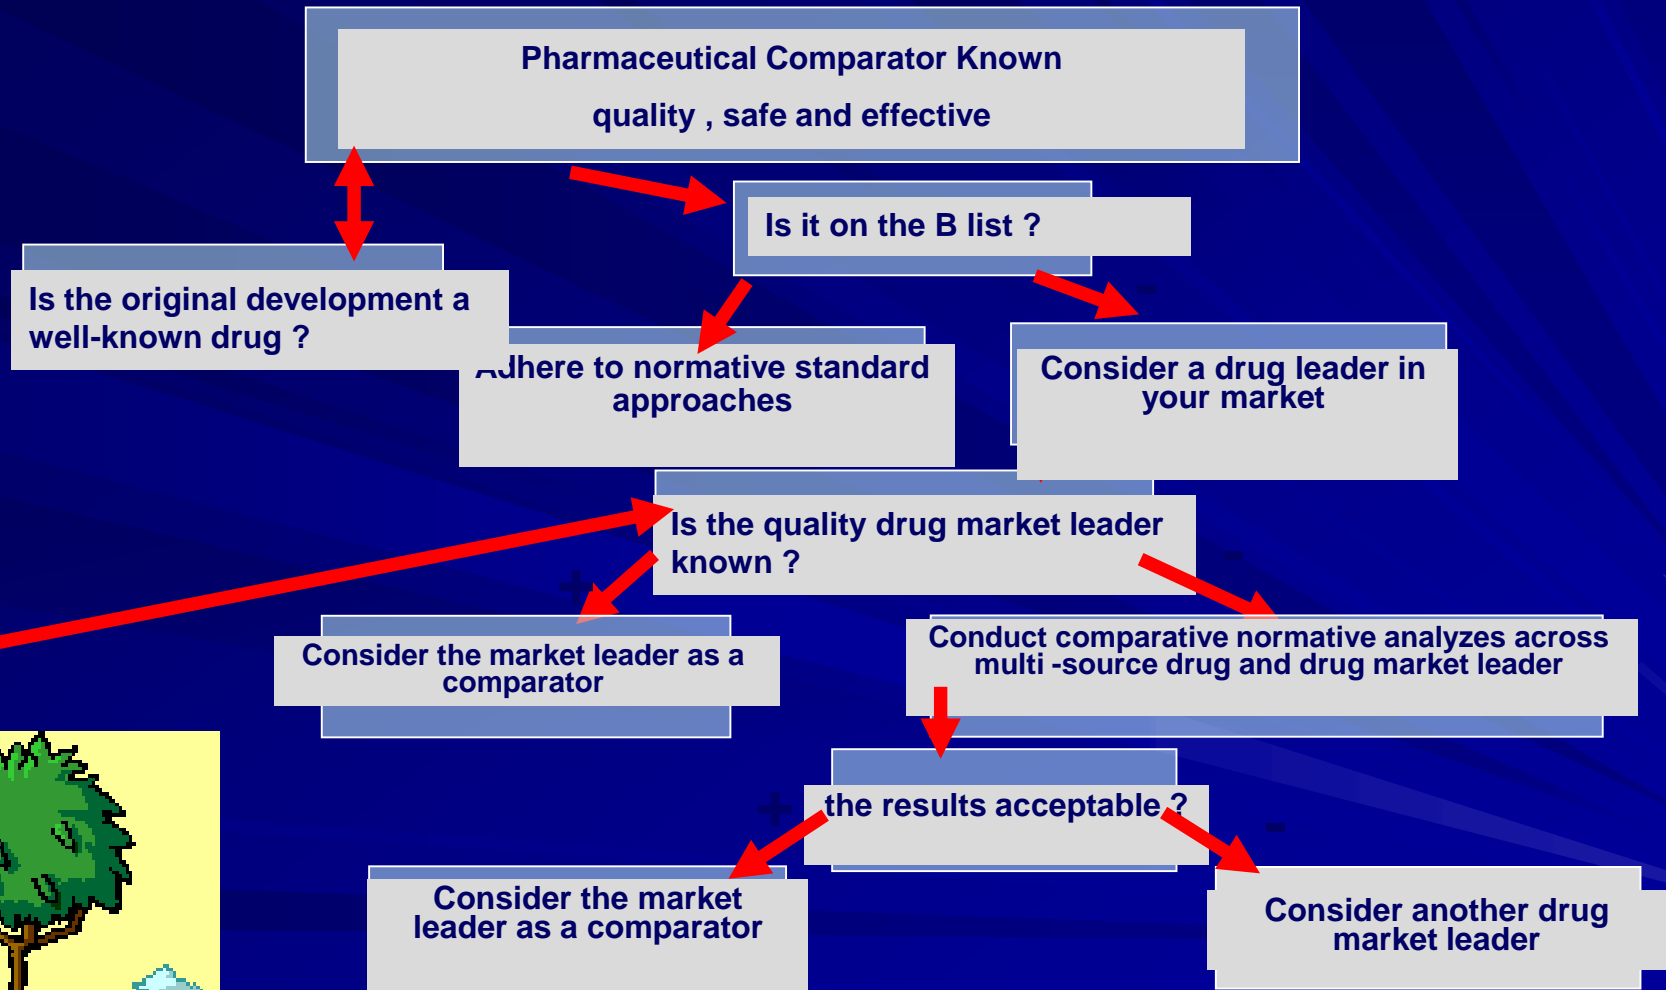 Pharmaceutical Comparator Known
quality , safe and effective
Is it on the B list ?
Is the original development a
well-known drug ?
-
Adhere to normative standard
approaches
Consider a drug leader in
your market
Is the quality drug market leader
known ?
+
-
Consider the market leader as a
comparator
Conduct comparative normative analyzes across
multi -source drug and drug market leader
the results acceptable ?
+
-
Consider the market
leader as a comparator
Consider another drug
market leader